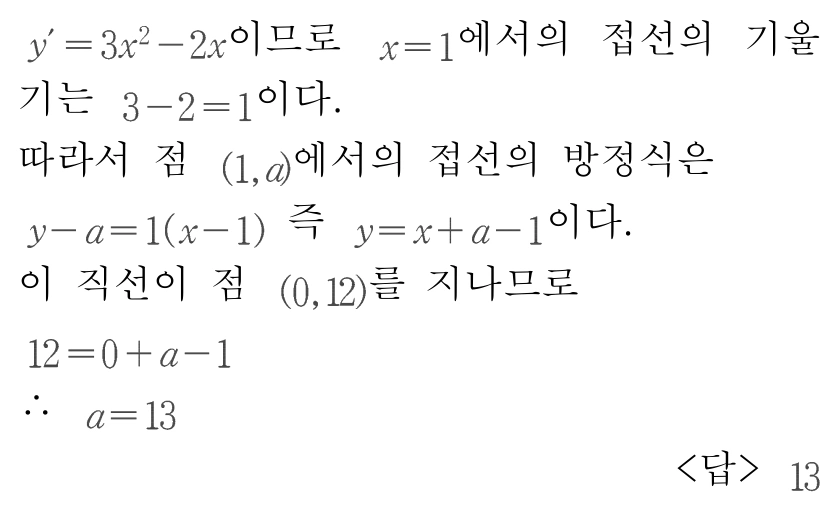 y′=3x²−2x이므로 x=1에서의 접선의 기울
기는 3−2=1이다.
따라서 점 (1,a)에서의 접선의 방정식은
y−a=1(x−1) 즉 y=x+a−1이다.
이 직선이 점 (0,12)를 지나므로
12=0+a−1
∴ a=13
<답> 13